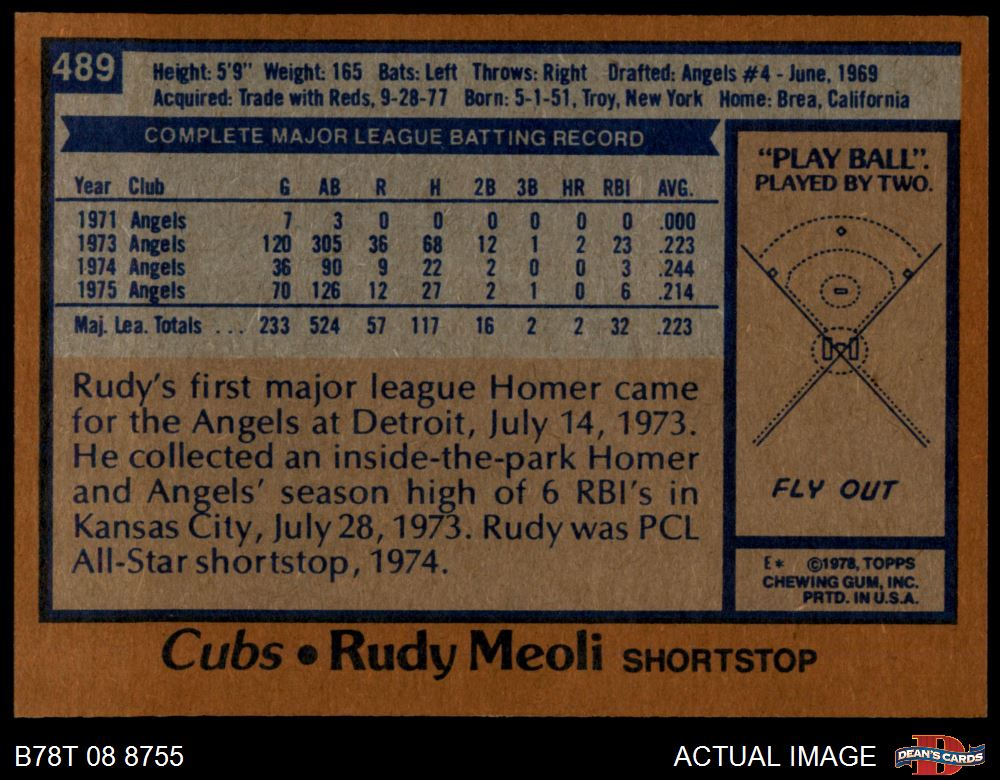 489
Height: 5'9" Weight: 165 Bats: Left Throws: Right Drafted: Angels #4 - June, 1969
Acquired: Trade with Reds, 9-28-77 Born: 5-1-51, Troy, New York Home: Brea, California
COMPLETE MAJOR LEAGUE BATTING RECORD
Year Club G AB R H 2B 3B HR RBI AVG.
1971 Angels 7 3 0 0 0 0 0 0 .000
1973 Angels 120 305 36 68 12 1 2 23 .223
1974 Angels 36 90 9 22 2 0 0 3 .244
1975 Angels 70 126 12 27 2 1 0 6 .214
Maj. Lea. Totals ... 233 524 57 117 16 2 2 32 .223
Rudy's first major league Homer came
for the Angels at Detroit, July 14, 1973.
He collected an inside-the-park Homer
and Angels' season high of 6 RBI's in
Kansas City, July 28, 1973. Rudy was PCL
All-Star shortstop, 1974.
"PLAY BALL".
PLAYED BY TWO.
FLY OUT
E* ©1978, TOPPS
CHEWING GUM, INC.
PRTD. IN U.S.A.
Cubs • Rudy Meoli SHORTSTOP
B78T 08 8755
ACTUAL IMAGE
D
DEAN'S CARDS